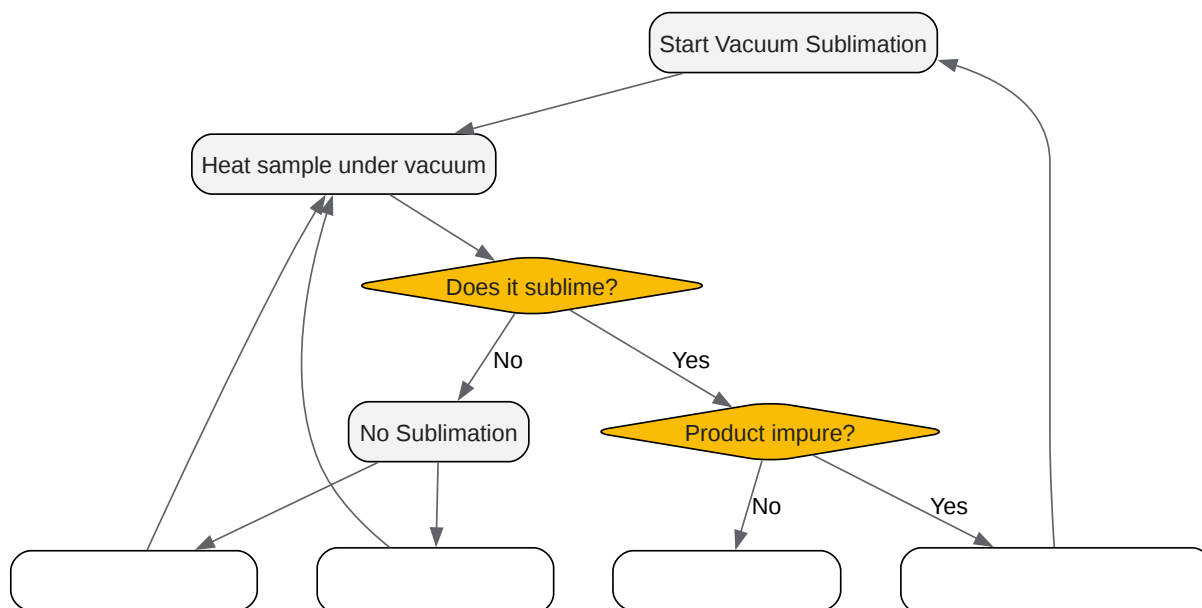 Start Vacuum Sublimation
Heat sample under vacuum
Does it sublime?
No
Yes
No Sublimation
Product impure?
No
Yes